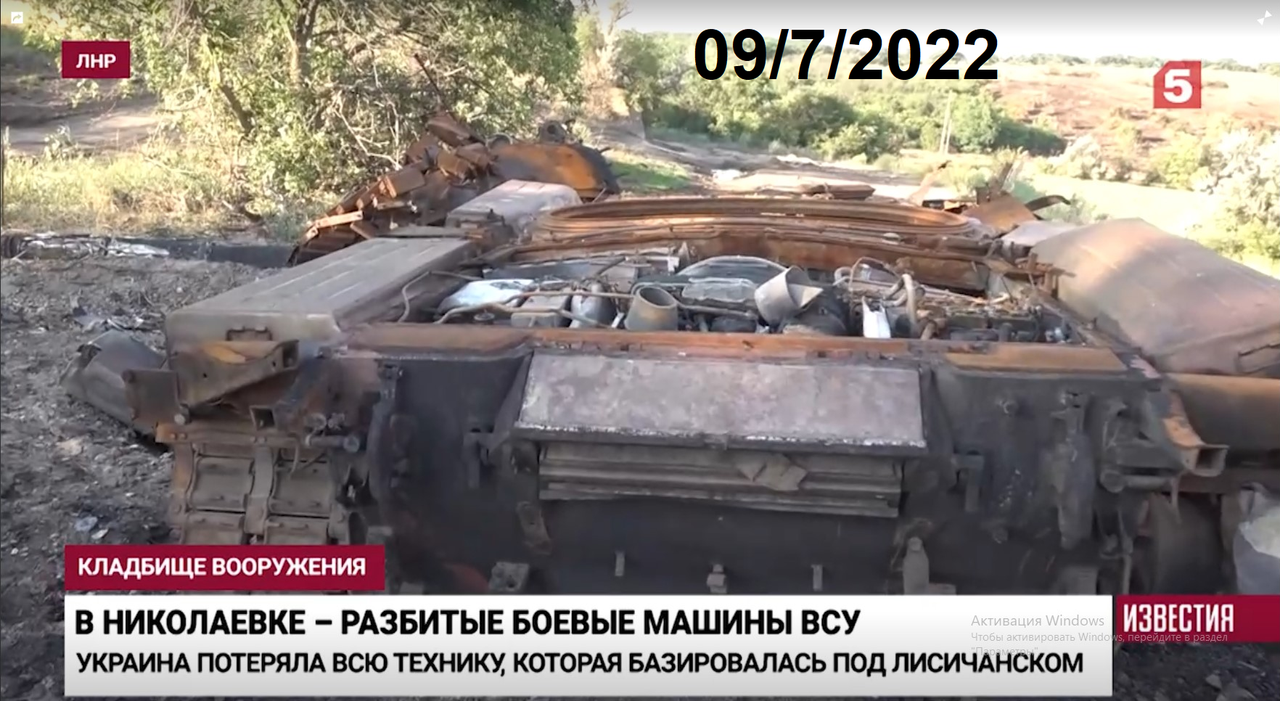 09/7/2022
ЛНР
5
КЛАДБИЩЕ ВООРУЖЕНИЯ
В НИКОЛАЕВКЕ – РАЗБИТЫЕ БОЕВЫЕ МАШИНЫ ВСУ
УКРАИНА ПОТЕРЯЛА ВСЮ ТЕХНИКУ, КОТОРАЯ БАЗИРОВАЛАСЬ ПОД ЛИСИЧАНСКОМ
ИЗВЕСТИЯ
Активация Windows
Чтобы активировать Windows, перейдите в раздел
"Параметры".